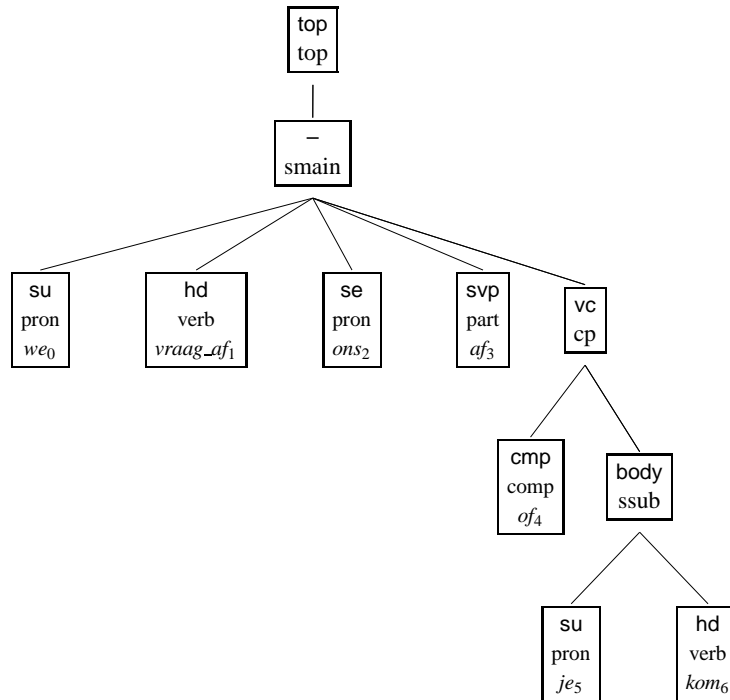 top
top
–
smain
su
pron
we₀
hd
verb
vraag_af₁
se
pron
ons₂
svp
part
af₃
vc
cp
cmp
comp
of₄
body
ssub
su
pron
je₅
hd
verb
kom₆